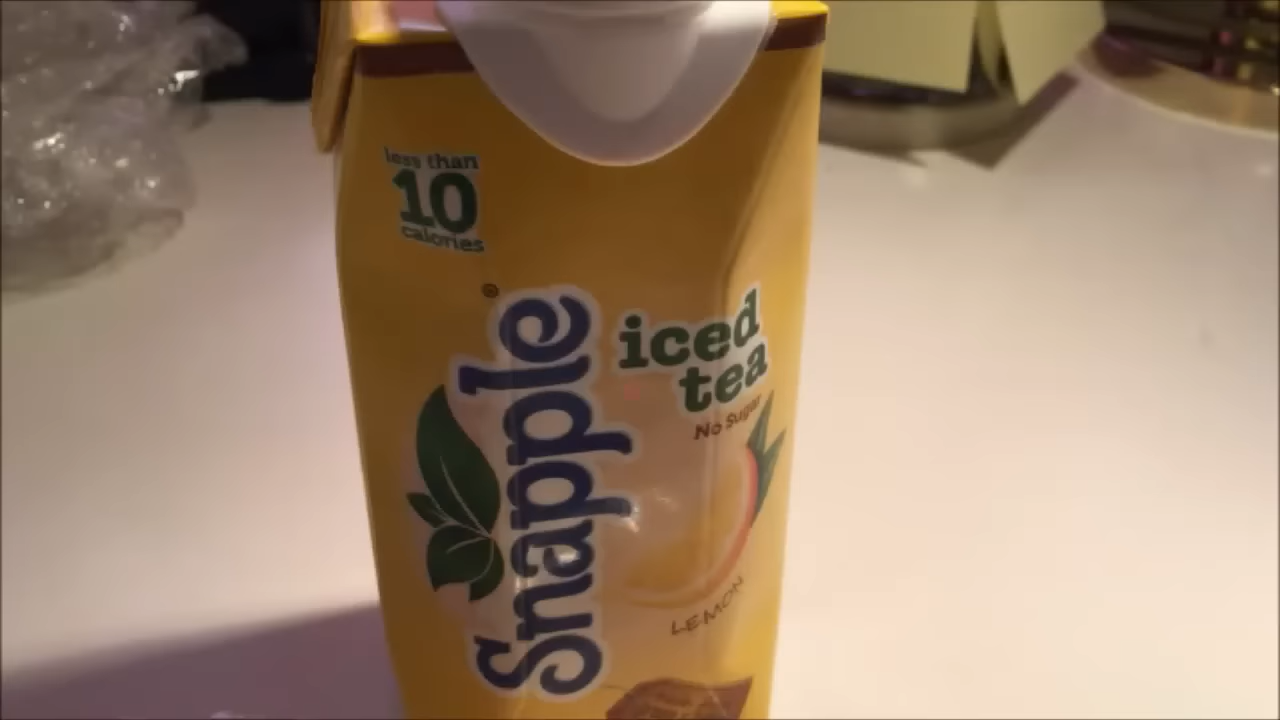 less than
10
calories
Snapple®
iced
tea
No Sugar
LEMON